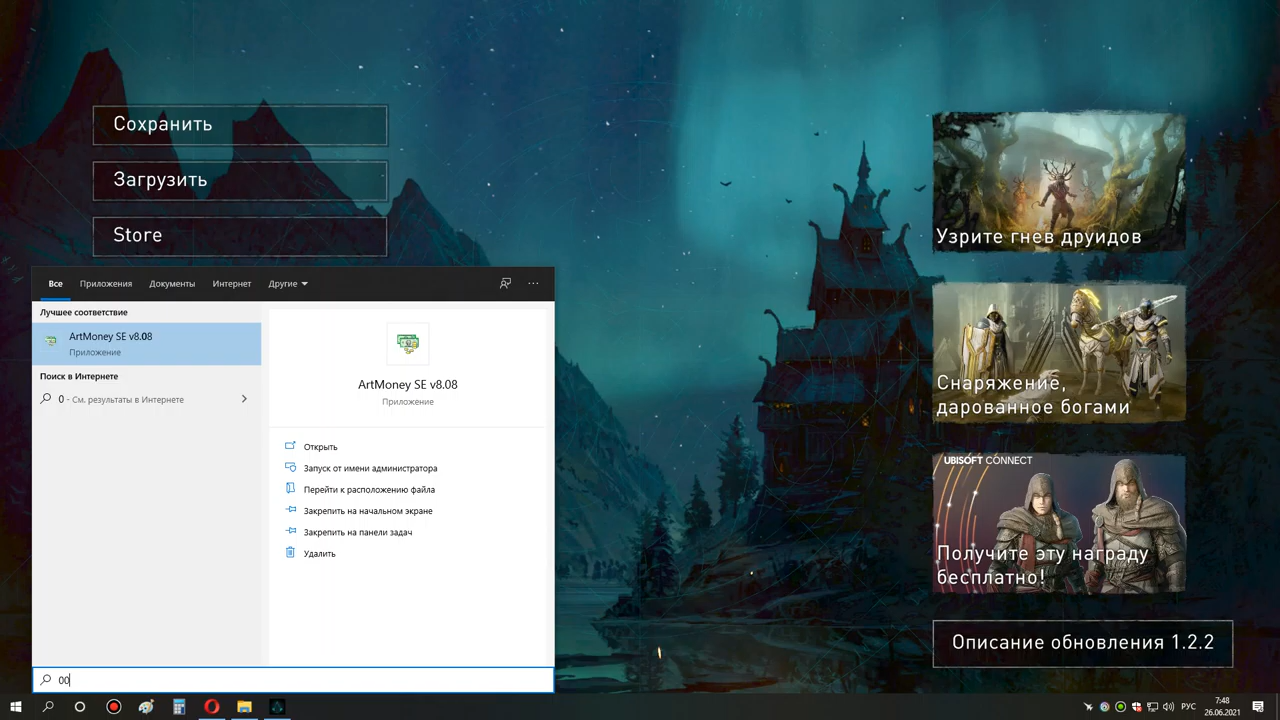 Сохранить
Загрузить
Store
Все Приложения Документы Интернет Другие
Лучшее соответствие
ArtMoney SE v8.08
Приложение
Поиск в Интернете
0 - См. результаты в Интернете
ArtMoney SE v8.08
Приложение
Открыть
Запуск от имени администратора
Перейти к расположению файла
Закрепить на начальном экране
Закрепить на панели задач
Удалить
00
Узрите гнев друидов
Снаряжение,
дарованное богами
UBISOFT CONNECT
Получите эту награду
бесплатно!
Описание обновления 1.2.2
РУС
7:48
26.06.2021